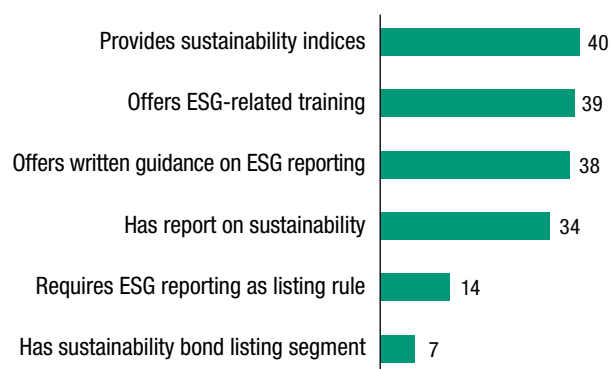 Provides sustainability indices 40
Offers ESG-related training 39
Offers written guidance on ESG reporting 38
Has report on sustainability 34
Requires ESG reporting as listing rule 14
Has sustainability bond listing segment 7